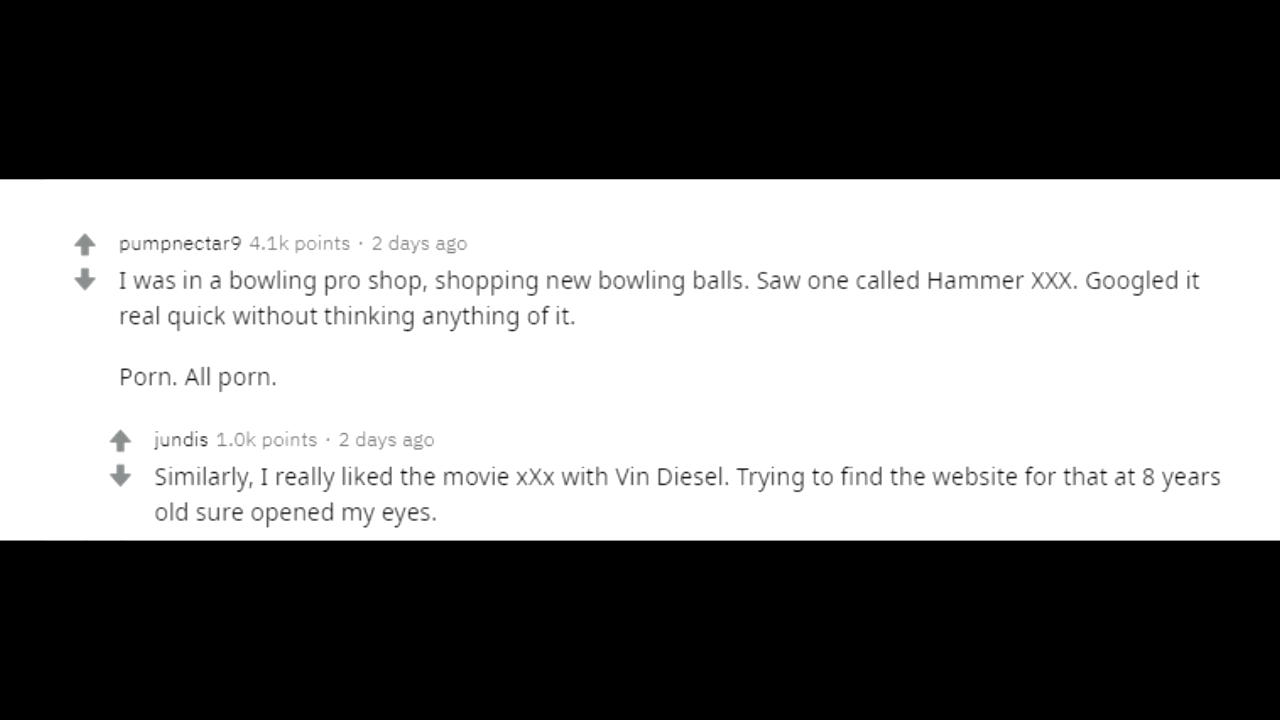 pumpnectar9 4.1k points · 2 days ago
I was in a bowling pro shop, shopping new bowling balls. Saw one called Hammer XXX. Googled it
real quick without thinking anything of it.
Porn. All porn.
jundis 1.0k points · 2 days ago
Similarly, I really liked the movie xXx with Vin Diesel. Trying to find the website for that at 8 years
old sure opened my eyes.